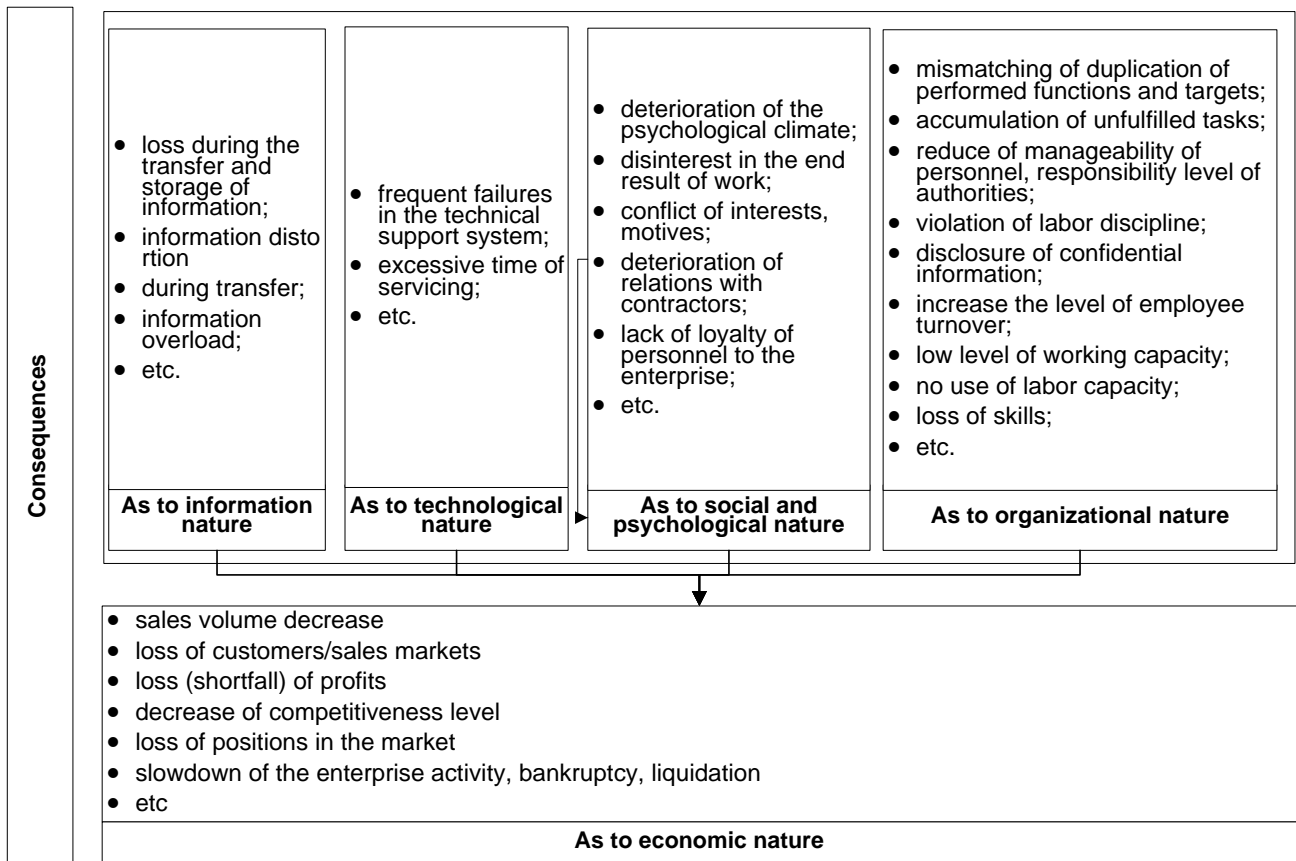 Consequences
loss during the
transfer and
storage of
information;
information disto
rtion
during transfer;
information
overload;
etc.
As to information
nature
frequent failures
in the technical
support system;
excessive time of
servicing;
etc.
As to technological
nature
deterioration of the
psychological climate;
disinterest in the end
result of work;
conflict of interests,
motives;
deterioration of
relations with
contractors;
lack of loyalty of
personnel to the
enterprise;
etc.
As to social and
psychological nature
mismatching of duplication of
performed functions and targets;
accumulation of unfulfilled tasks;
reduce of manageability of
personnel, responsibility level of
authorities;
violation of labor discipline;
disclosure of confidential
information;
increase the level of employee
turnover;
low level of working capacity;
no use of labor capacity;
loss of skills;
etc.
As to organizational nature
sales volume decrease
loss of customers/sales markets
loss (shortfall) of profits
decrease of competitiveness level
loss of positions in the market
slowdown of the enterprise activity, bankruptcy, liquidation
etc
As to economic nature